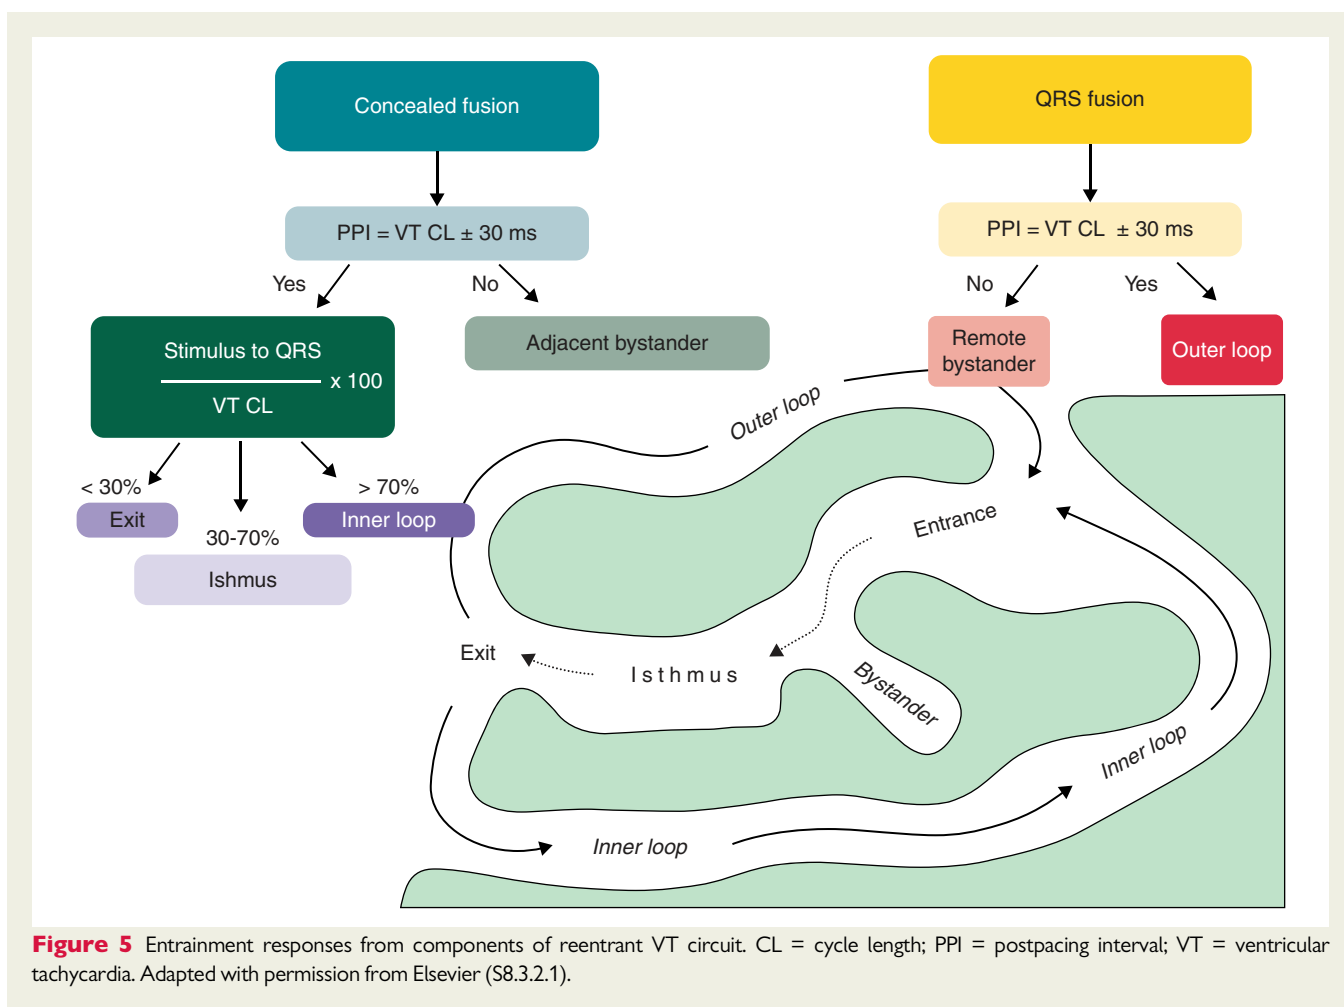 Concealed fusion
QRS fusion
PPI = VT CL ± 30 ms
PPI = VT CL ± 30 ms
Yes
No
No
Yes
Stimulus to QRS
x 100
VT CL
Adjacent bystander
Remote
bystander
Outer loop
< 30%
Exit
30-70%
Ishmus
> 70%
Inner loop
Outer loop
Entrance
Exit
Isthmus
Bystander
Inner loop
Inner loop
Figure 5 Entrainment responses from components of reentrant VT circuit. CL = cycle length; PPI = postpacing interval; VT = ventricular
tachycardia. Adapted with permission from Elsevier (S8.3.2.1).